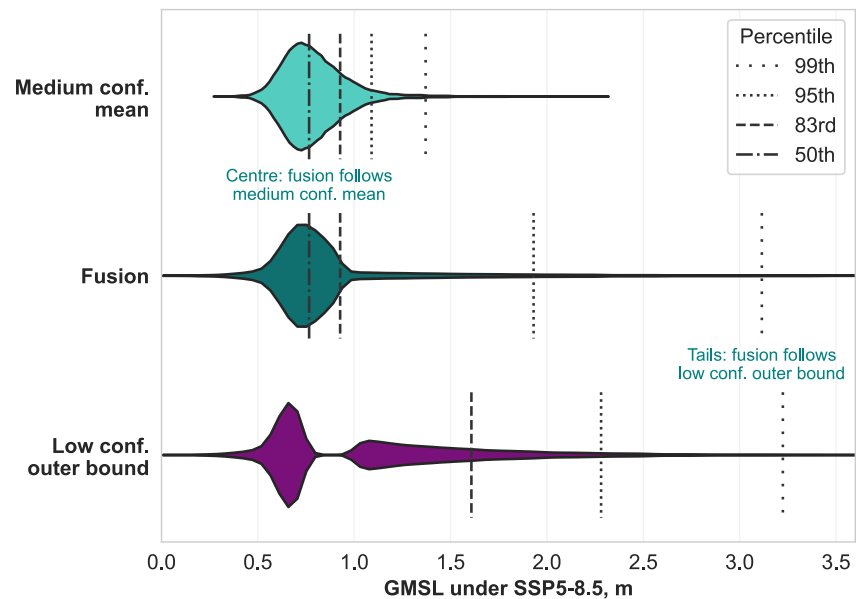 Percentile
99th
95th
83rd
50th
Medium conf.
mean
Centre: fusion follows
medium conf. mean
Fusion
Tails: fusion follows
low conf. outer bound
Low conf.
outer bound
0.0 0.5 1.0 1.5 2.0 2.5 3.0 3.5
GMSL under SSP5-8.5, m